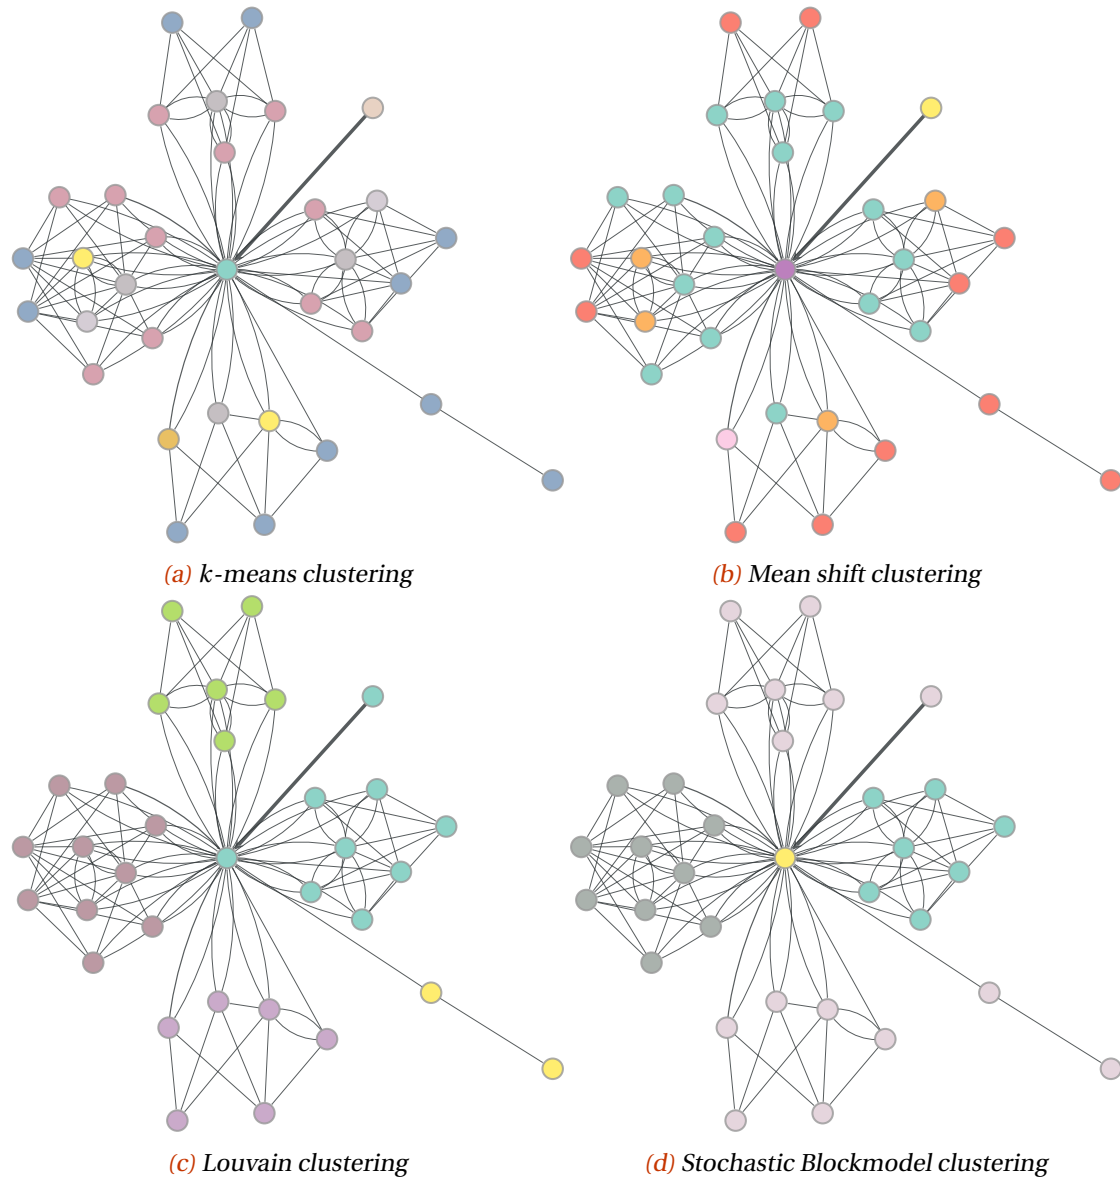 (a) k-means clustering
(b) Mean shift clustering
(c) Louvain clustering
(d) Stochastic Blockmodel clustering